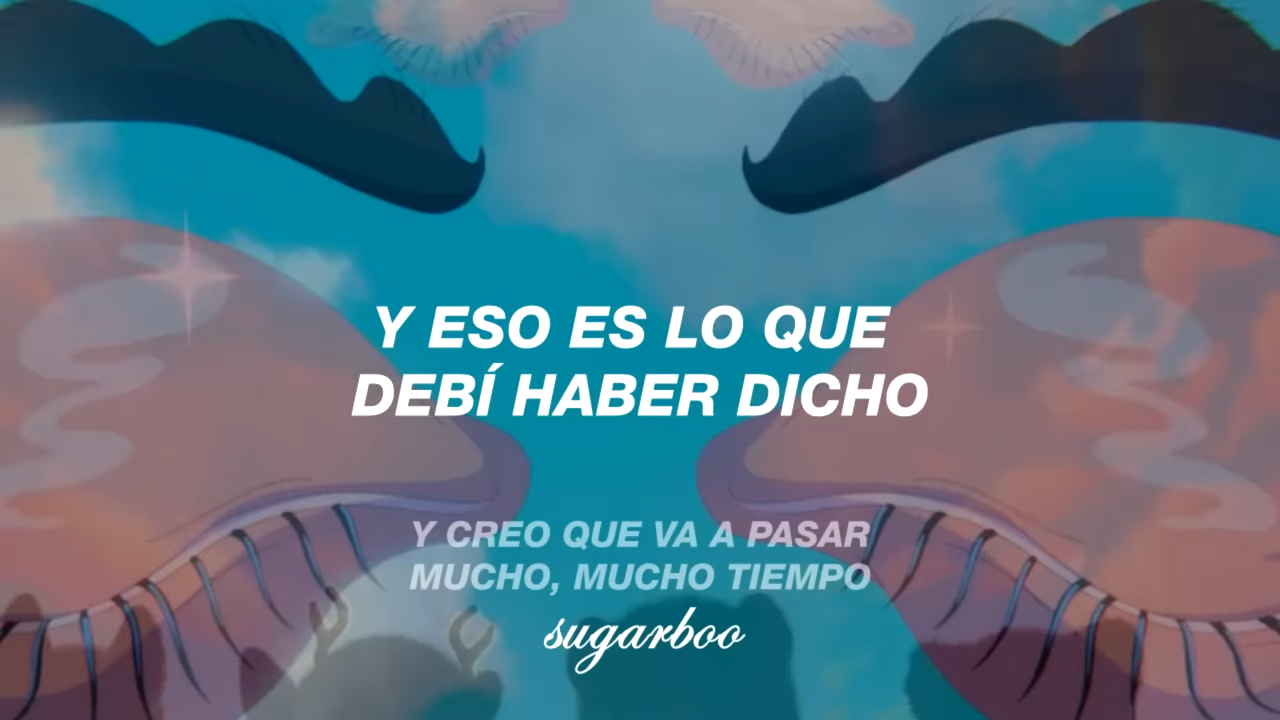 Y ESO ES LO QUE
DEBÍ HABER DICHO
Y CREO QUE VA A PASAR
MUCHO, MUCHO TIEMPO
sugarboo